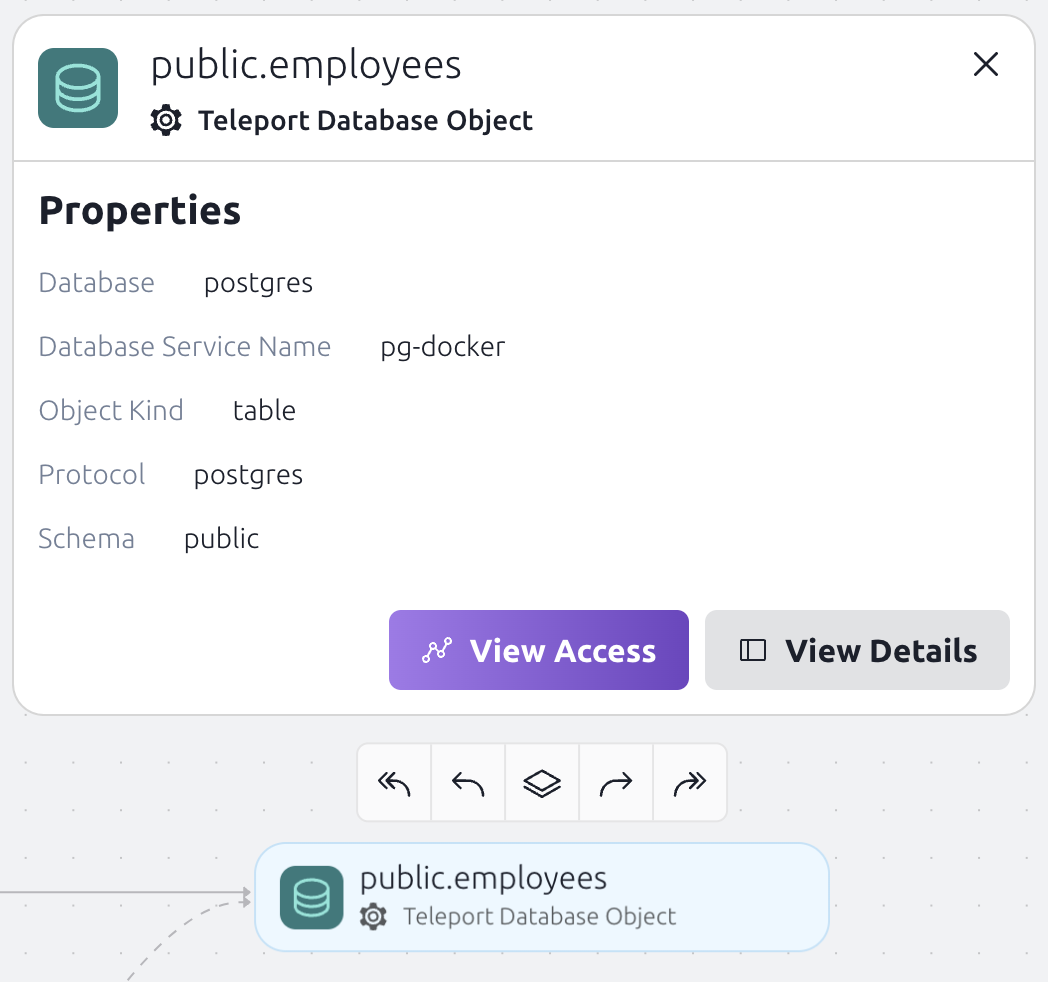 public.employees
Teleport Database Object
Properties
Database postgres
Database Service Name pg-docker
Object Kind table
Protocol postgres
Schema public
View Access View Details
public.employees
Teleport Database Object